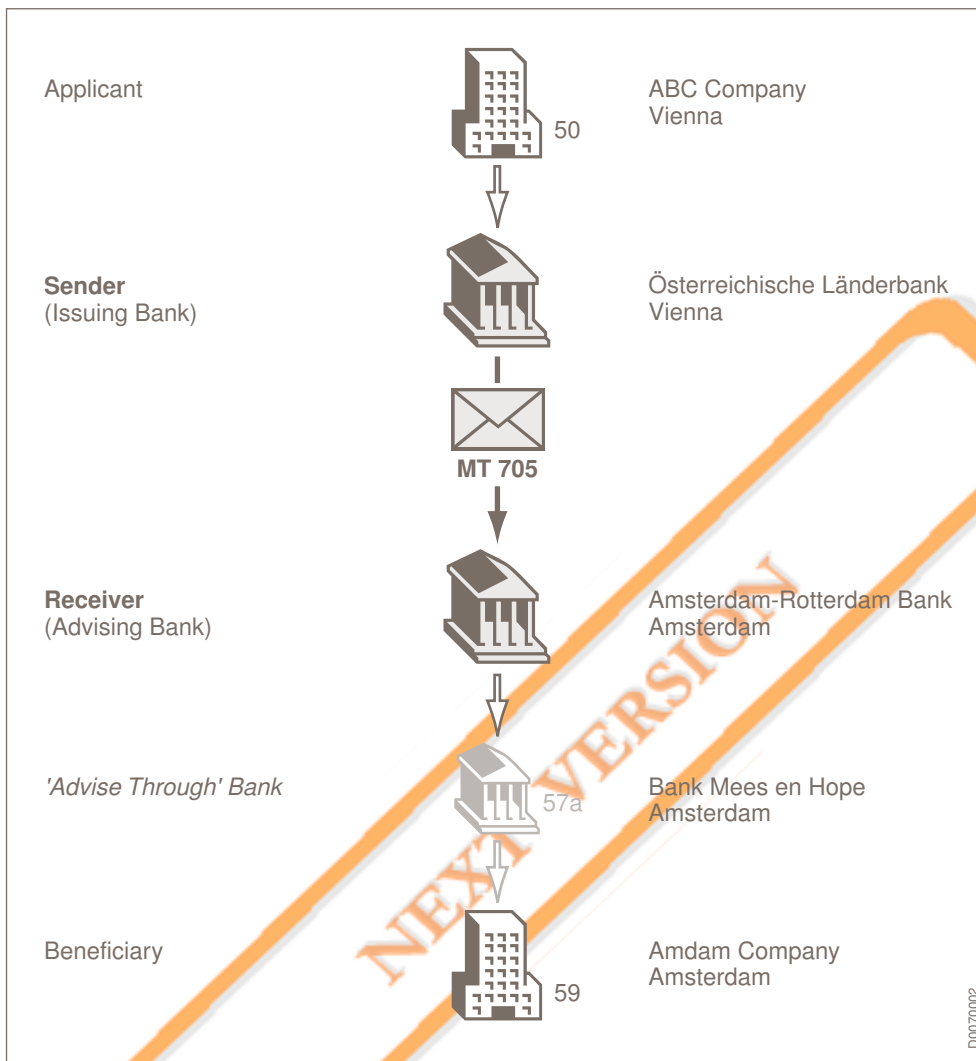 Applicant
50
ABC Company
Vienna
Sender
(Issuing Bank)
Österreichische Länderbank
Vienna
MT 705
Receiver
(Advising Bank)
Amsterdam-Rotterdam Bank
Amsterdam
'Advise Through' Bank
57a
Bank Mees en Hope
Amsterdam
Beneficiary
59
Amdam Company
Amsterdam
NEXT VERSION
D0070002